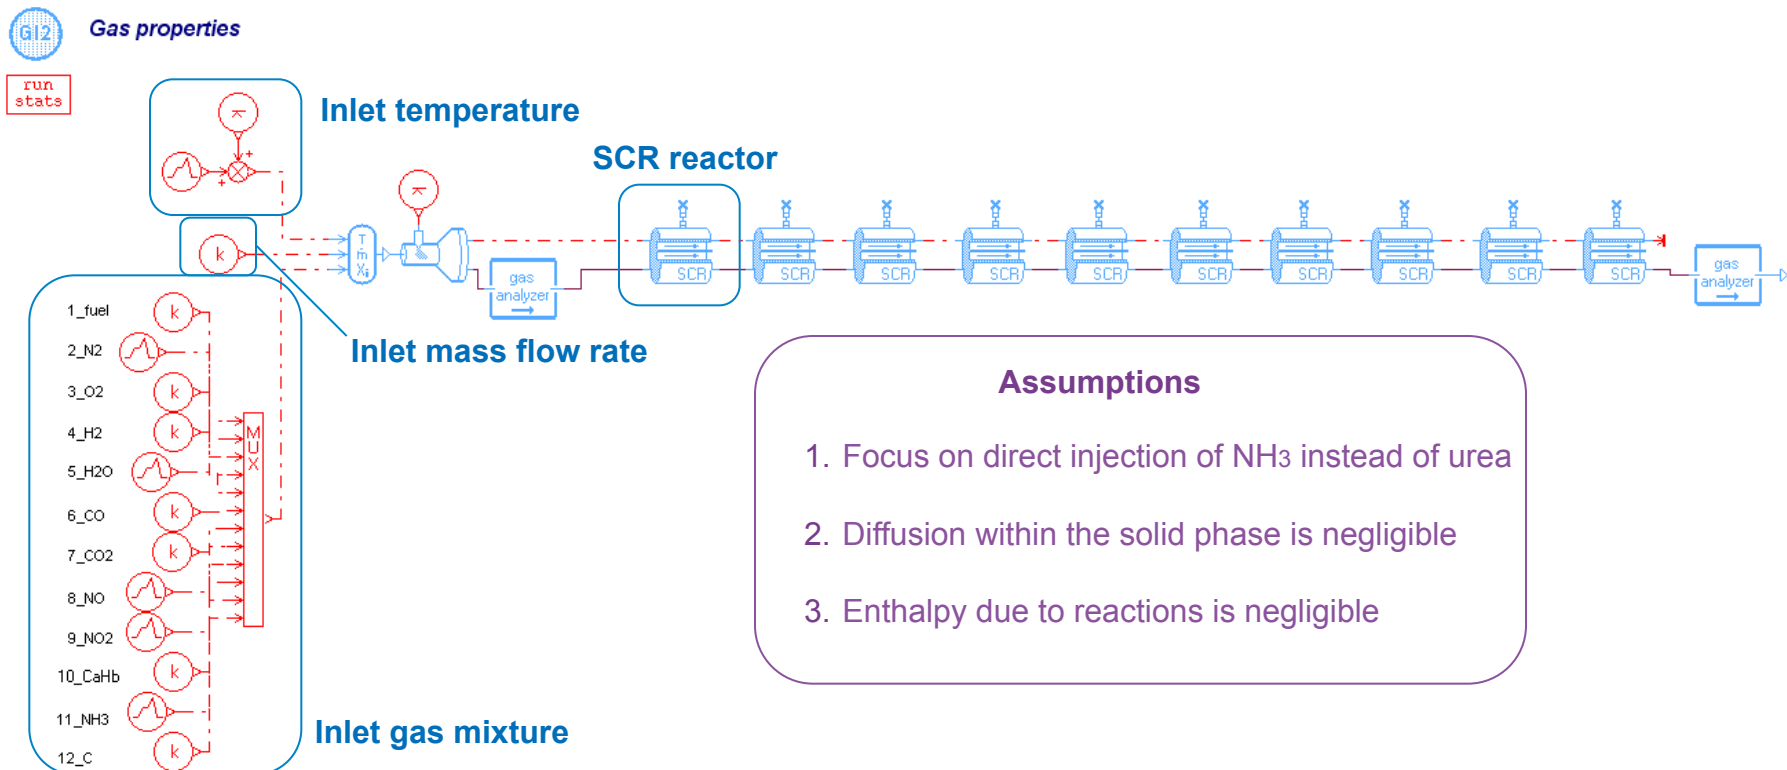 GI2
Gas properties
run
stats
Inlet temperature
+
+
SCR reactor
k
T
ṁ
Xi
gas
analyzer
SCR
SCR
SCR
SCR
SCR
SCR
SCR
SCR
SCR
SCR
gas
analyzer
Inlet mass flow rate
1_fuel
k
2_N2
3_O2
k
4_H2
k
5_H2O
6_CO
k
7_CO2
k
8_NO
9_NO2
10_CaHb
k
11_NH3
12_C
k
MUX
Inlet gas mixture
Assumptions
1. Focus on direct injection of NH3 instead of urea
2. Diffusion within the solid phase is negligible
3. Enthalpy due to reactions is negligible